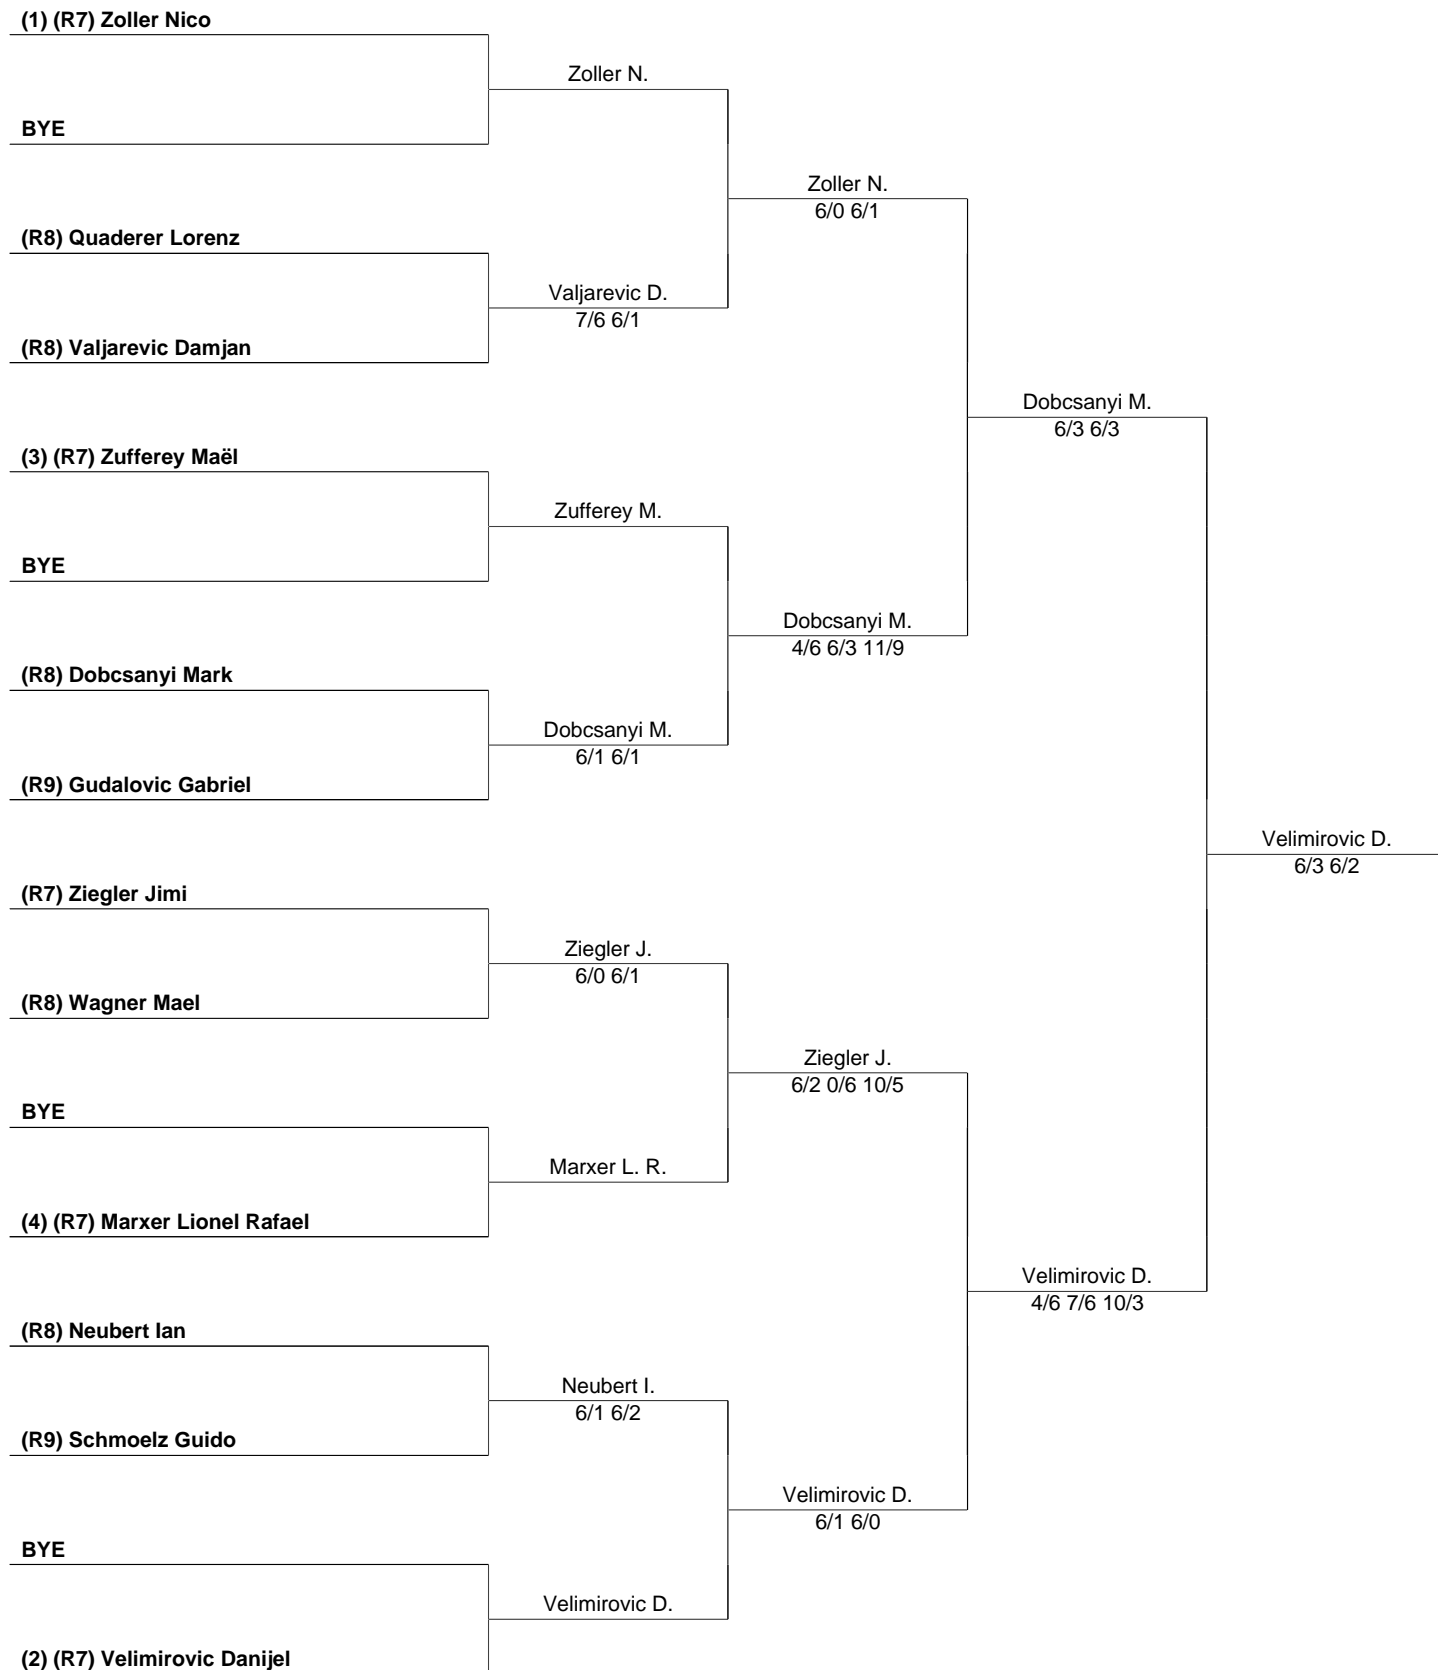 (1) (R7) Zoller Nico
Zoller N.
BYE
Zoller N.
6/0 6/1
(R8) Quaderer Lorenz
Valjarevic D.
7/6 6/1
(R8) Valjarevic Damjan
Dobcsanyi M.
6/3 6/3
(3) (R7) Zufferey Maël
Zufferey M.
BYE
Dobcsanyi M.
4/6 6/3 11/9
(R8) Dobcsanyi Mark
Dobcsanyi M.
6/1 6/1
(R9) Gudalovic Gabriel
Velimirovic D.
6/3 6/2
(R7) Ziegler Jimi
Ziegler J.
6/0 6/1
(R8) Wagner Mael
Ziegler J.
6/2 0/6 10/5
BYE
Marxer L. R.
(4) (R7) Marxer Lionel Rafael
Velimirovic D.
4/6 7/6 10/3
(R8) Neubert Ian
Neubert I.
6/1 6/2
(R9) Schmoelz Guido
Velimirovic D.
6/1 6/0
BYE
Velimirovic D.
(2) (R7) Velimirovic Danijel